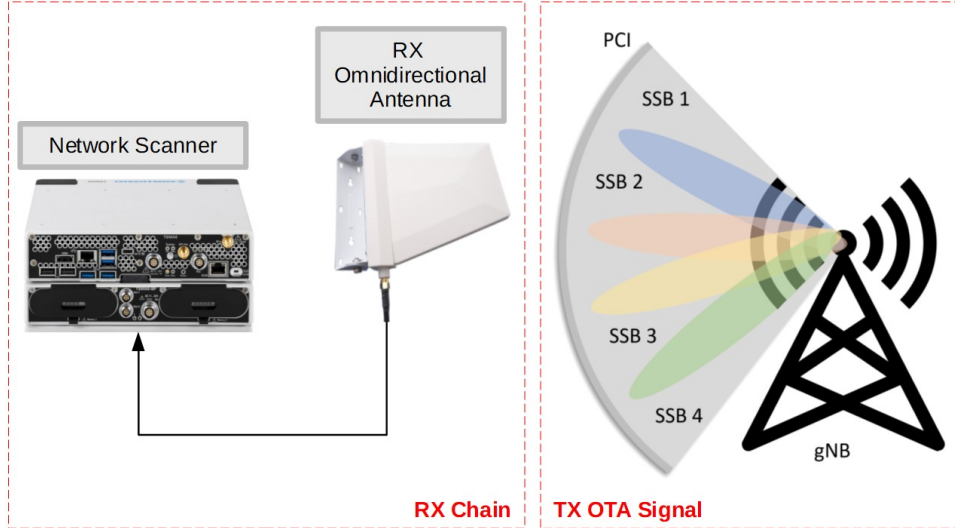 RX
Omnidirectional
Antenna
Network Scanner
RX Chain
PCI
SSB 1
SSB 2
SSB 3
SSB 4
gNB
TX OTA Signal